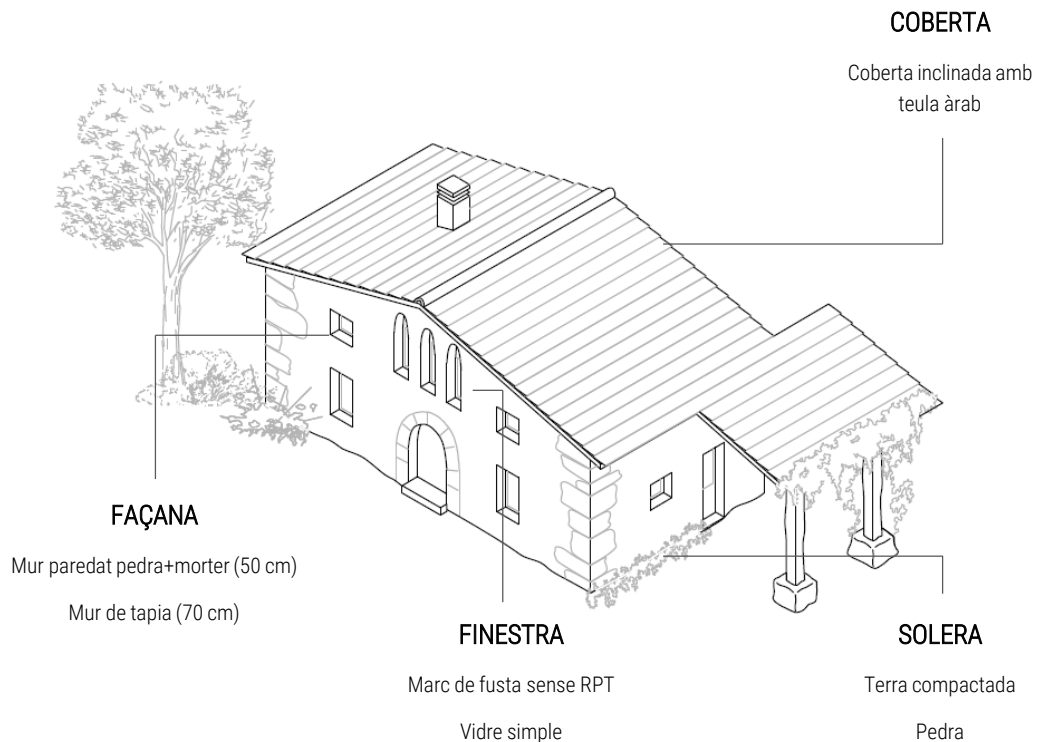 COBERTA
Coberta inclinada amb
teula àrab
FAÇANA
Mur paredat pedra+morter (50 cm)
Mur de tapia (70 cm)
FINESTRA
Marc de fusta sense RPT
Vidre simple
SOLERA
Terra compactada
Pedra